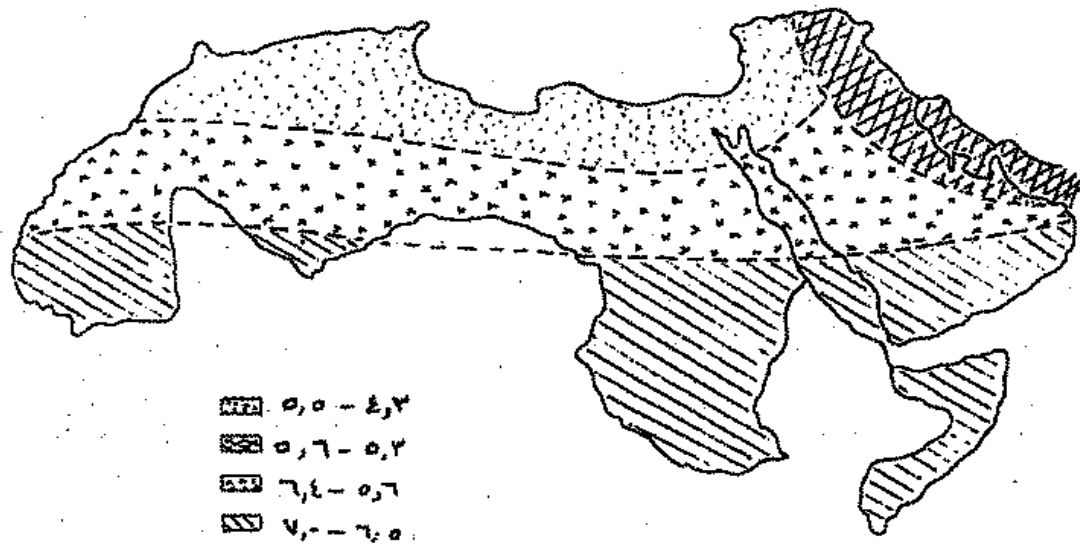 ٤,٣ – ٥,٥
٥,٣ – ٥,٦
٥,٦ – ٦,٤
٦,٥ – ٧,٠